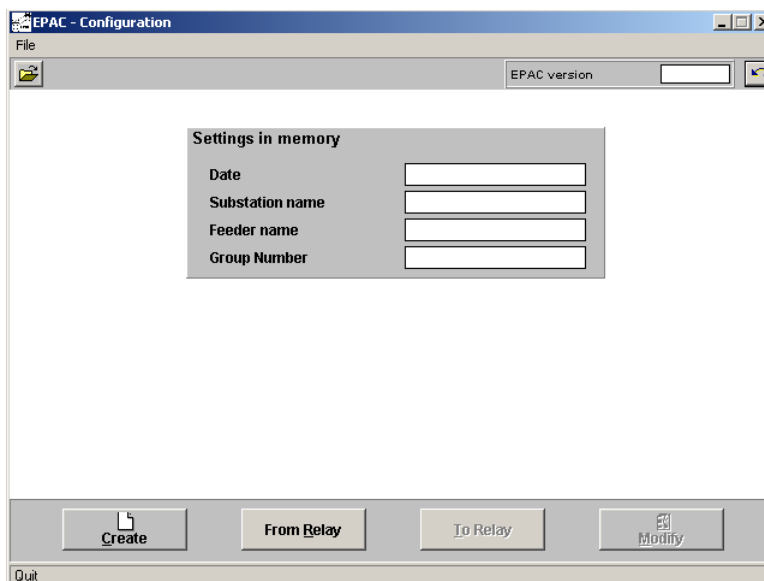 EPAC - Configuration
File
EPAC version
Settings in memory
Date
Substation name
Feeder name
Group Number
Create
From Relay
To Relay
Modify
Quit